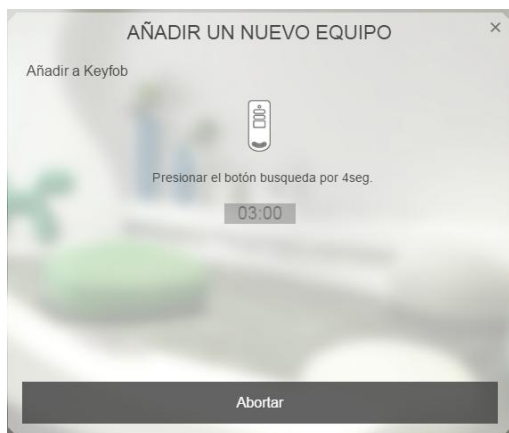 AÑADIR UN NUEVO EQUIPO
Añadir a Keyfob
Presionar el botón busqueda por 4seg.
03:00
Abortar